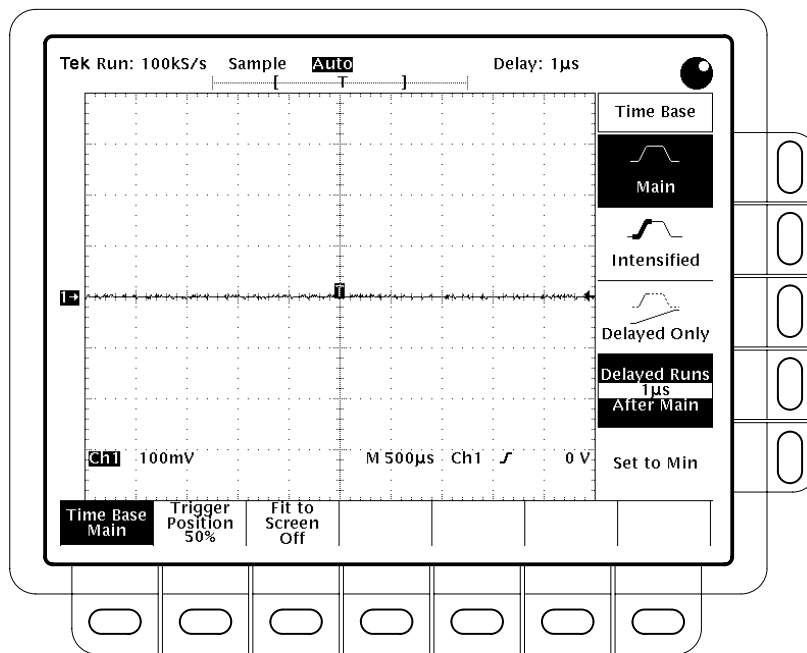 Tek Run: 100kS/s Sample Auto Delay: 1µs
[ T ]
Time Base
Main
Intensified
T
1→
Delayed Only
Delayed Runs
1µs
After Main
Ch1 100mV M 500µs Ch1 0 V
Set to Min
Time Base
Main
Trigger
Position
50%
Fit to
Screen
Off